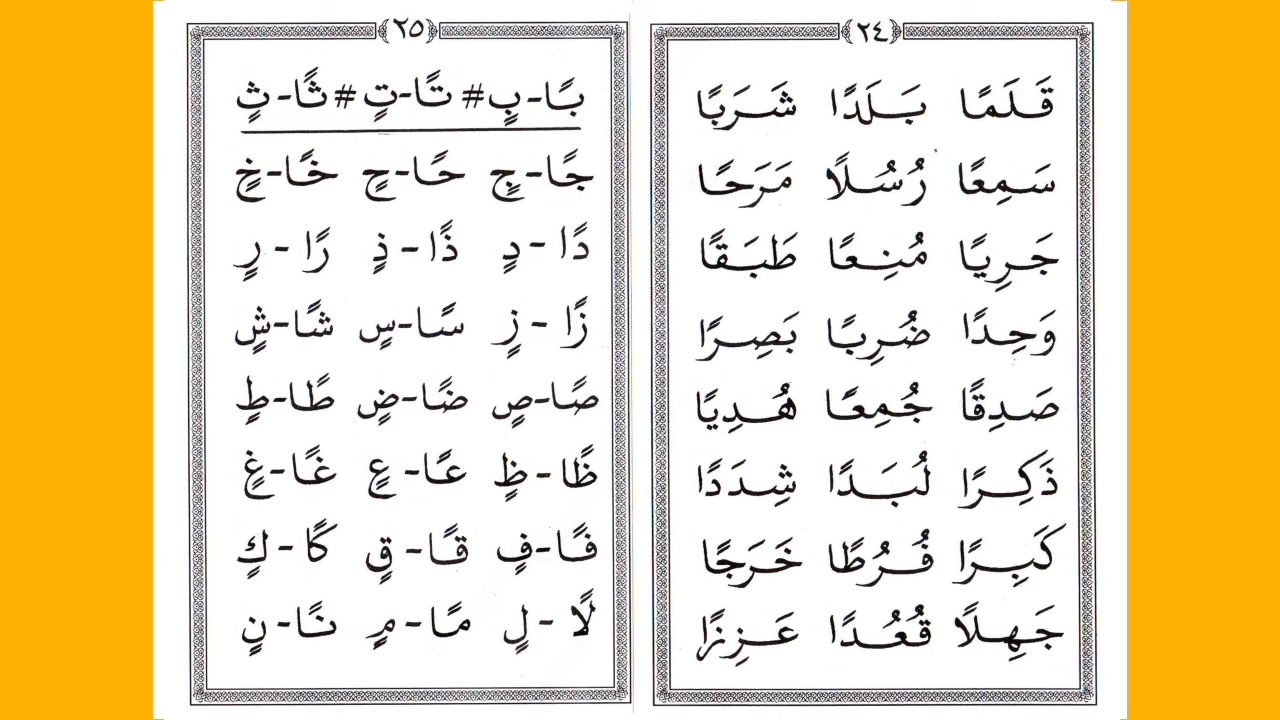 ٢٤
قَلَمًا بَلَدًا شَرَبًا
سَمِعًا رُسُلًا مَرَحًا
جَرِيًا مُنِعًا طَبَقًا
وَحِدًا ضُرِبًا بَصِرًا
صَدِقًا جُمِعًا هُدِيًا
ذَكِرًا لُبَدًا شِدَدًا
كَبِرًا فُرُطًا خَرَجًا
جَهِلًا قُعُدًا عَزِزًا
٢٥
بًا - بٍ # تًا - تٍ # ثًا - ثٍ
جًا - جٍ حًا - حٍ خًا - خٍ
دًا - دٍ ذًا - ذٍ رًا - رٍ
زًا - زٍ سًا - سٍ شًا - شٍ
صًا - صٍ ضًا - ضٍ طًا - طٍ
ظًا - ظٍ عًا - عٍ غًا - غٍ
فًا - فٍ قًا - قٍ كًا - كٍ
لًا - لٍ مًا - مٍ نًا - نٍ